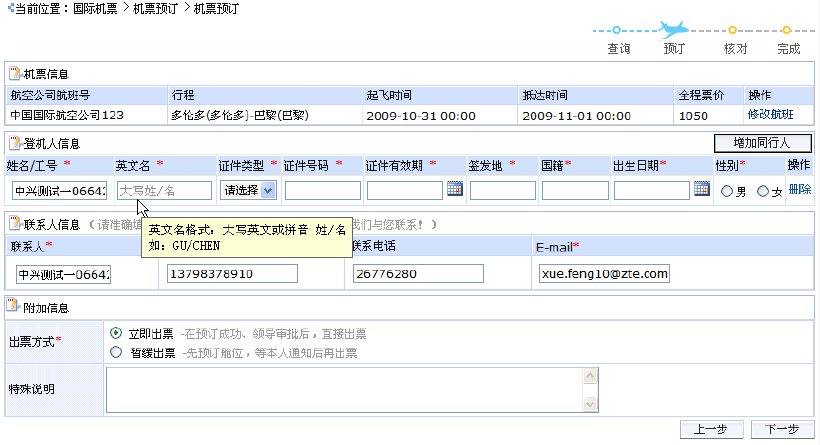 当前位置：国际机票 > 机票预订 > 机票预订
查询 预订 核对 完成
机票信息
航空公司航班号 行程 起飞时间 抵达时间 全程票价 操作
中国国际航空公司123 多伦多(多伦多)-巴黎(巴黎) 2009-10-31 00:00 2009-11-01 00:00 1050 修改航班
登机人信息 增加同行人
姓名/工号 * 英文名 * 证件类型 * 证件号码 * 证件有效期 * 签发地 * 国籍* 出生日期* 性别* 操作
中兴测试一06642 大写姓/名 请选择 男 女 删除
联系人信息（请准确填 我们与您联系！）
英文名格式：大写英文或拼音 姓/名
如：GU/CHEN
联系人* 联系电话 E-mail*
中兴测试一06642 13798378910 26776280 xue.feng10@zte.com
附加信息
出票方式* 立即出票 -在预订成功、领导审批后，直接出票
暂缓出票 -先预订舱位，等本人通知后再出票
特殊说明
上一步 下一步